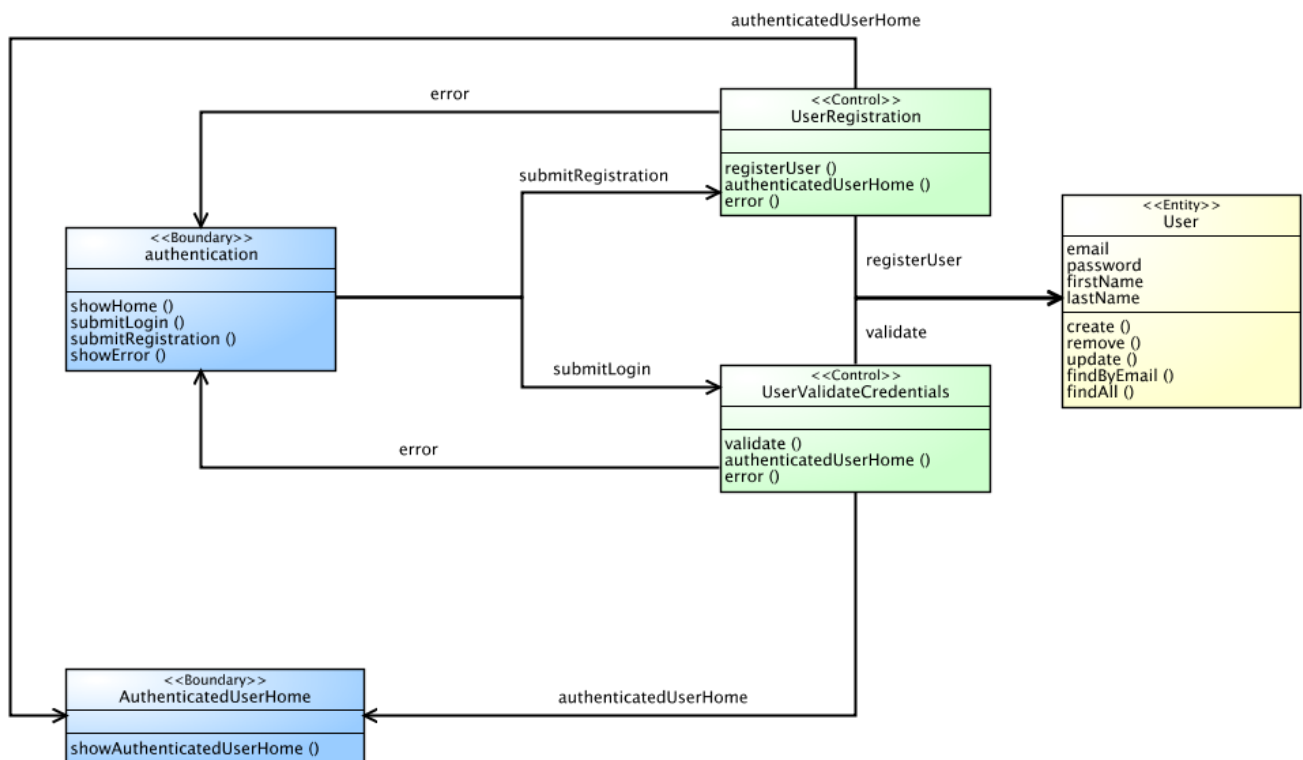 authenticatedUserHome
error
<<Control>>
UserRegistration
registerUser ()
authenticatedUserHome ()
error ()
submitRegistration
<<Entity>>
User
email
password
firstName
lastName
create ()
remove ()
update ()
findByEmail ()
findAll ()
<<Boundary>>
authentication
showHome ()
submitLogin ()
submitRegistration ()
showError ()
registerUser
validate
submitLogin
<<Control>>
UserValidateCredentials
validate ()
authenticatedUserHome ()
error ()
error
<<Boundary>>
AuthenticatedUserHome
showAuthenticatedUserHome ()
authenticatedUserHome